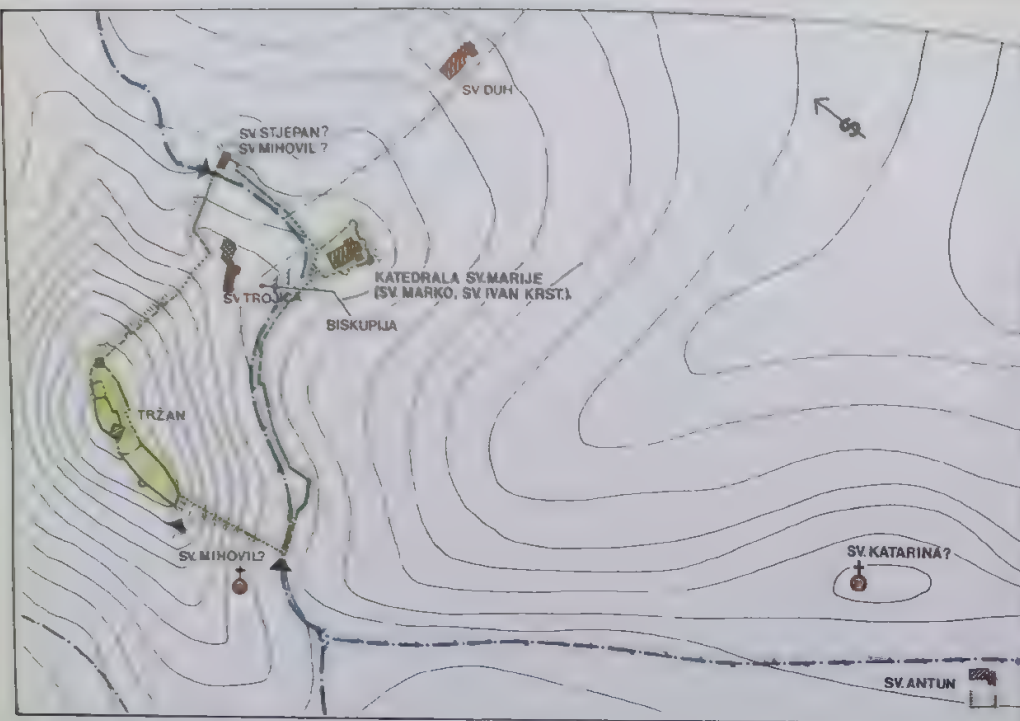 SV. DUH
SV. STJEPAN?
SV. MIHOVIL?
KATEDRALA SV. MARIJE
(SV. MARKO, SV. IVAN KRST.)
SV. TROJICA
BISKUPIJA
TRŽAN
SV. MIHOVIL?
SV. KATARINA?
SV. ANTUN